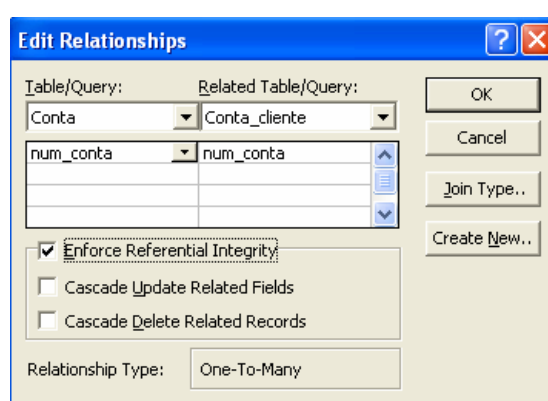 Edit Relationships
Table/Query: Related Table/Query:
Conta Conta_cliente
num_conta num_conta
Enforce Referential Integrity
Cascade Update Related Fields
Cascade Delete Related Records
Relationship Type: One-To-Many
OK
Cancel
Join Type..
Create New..